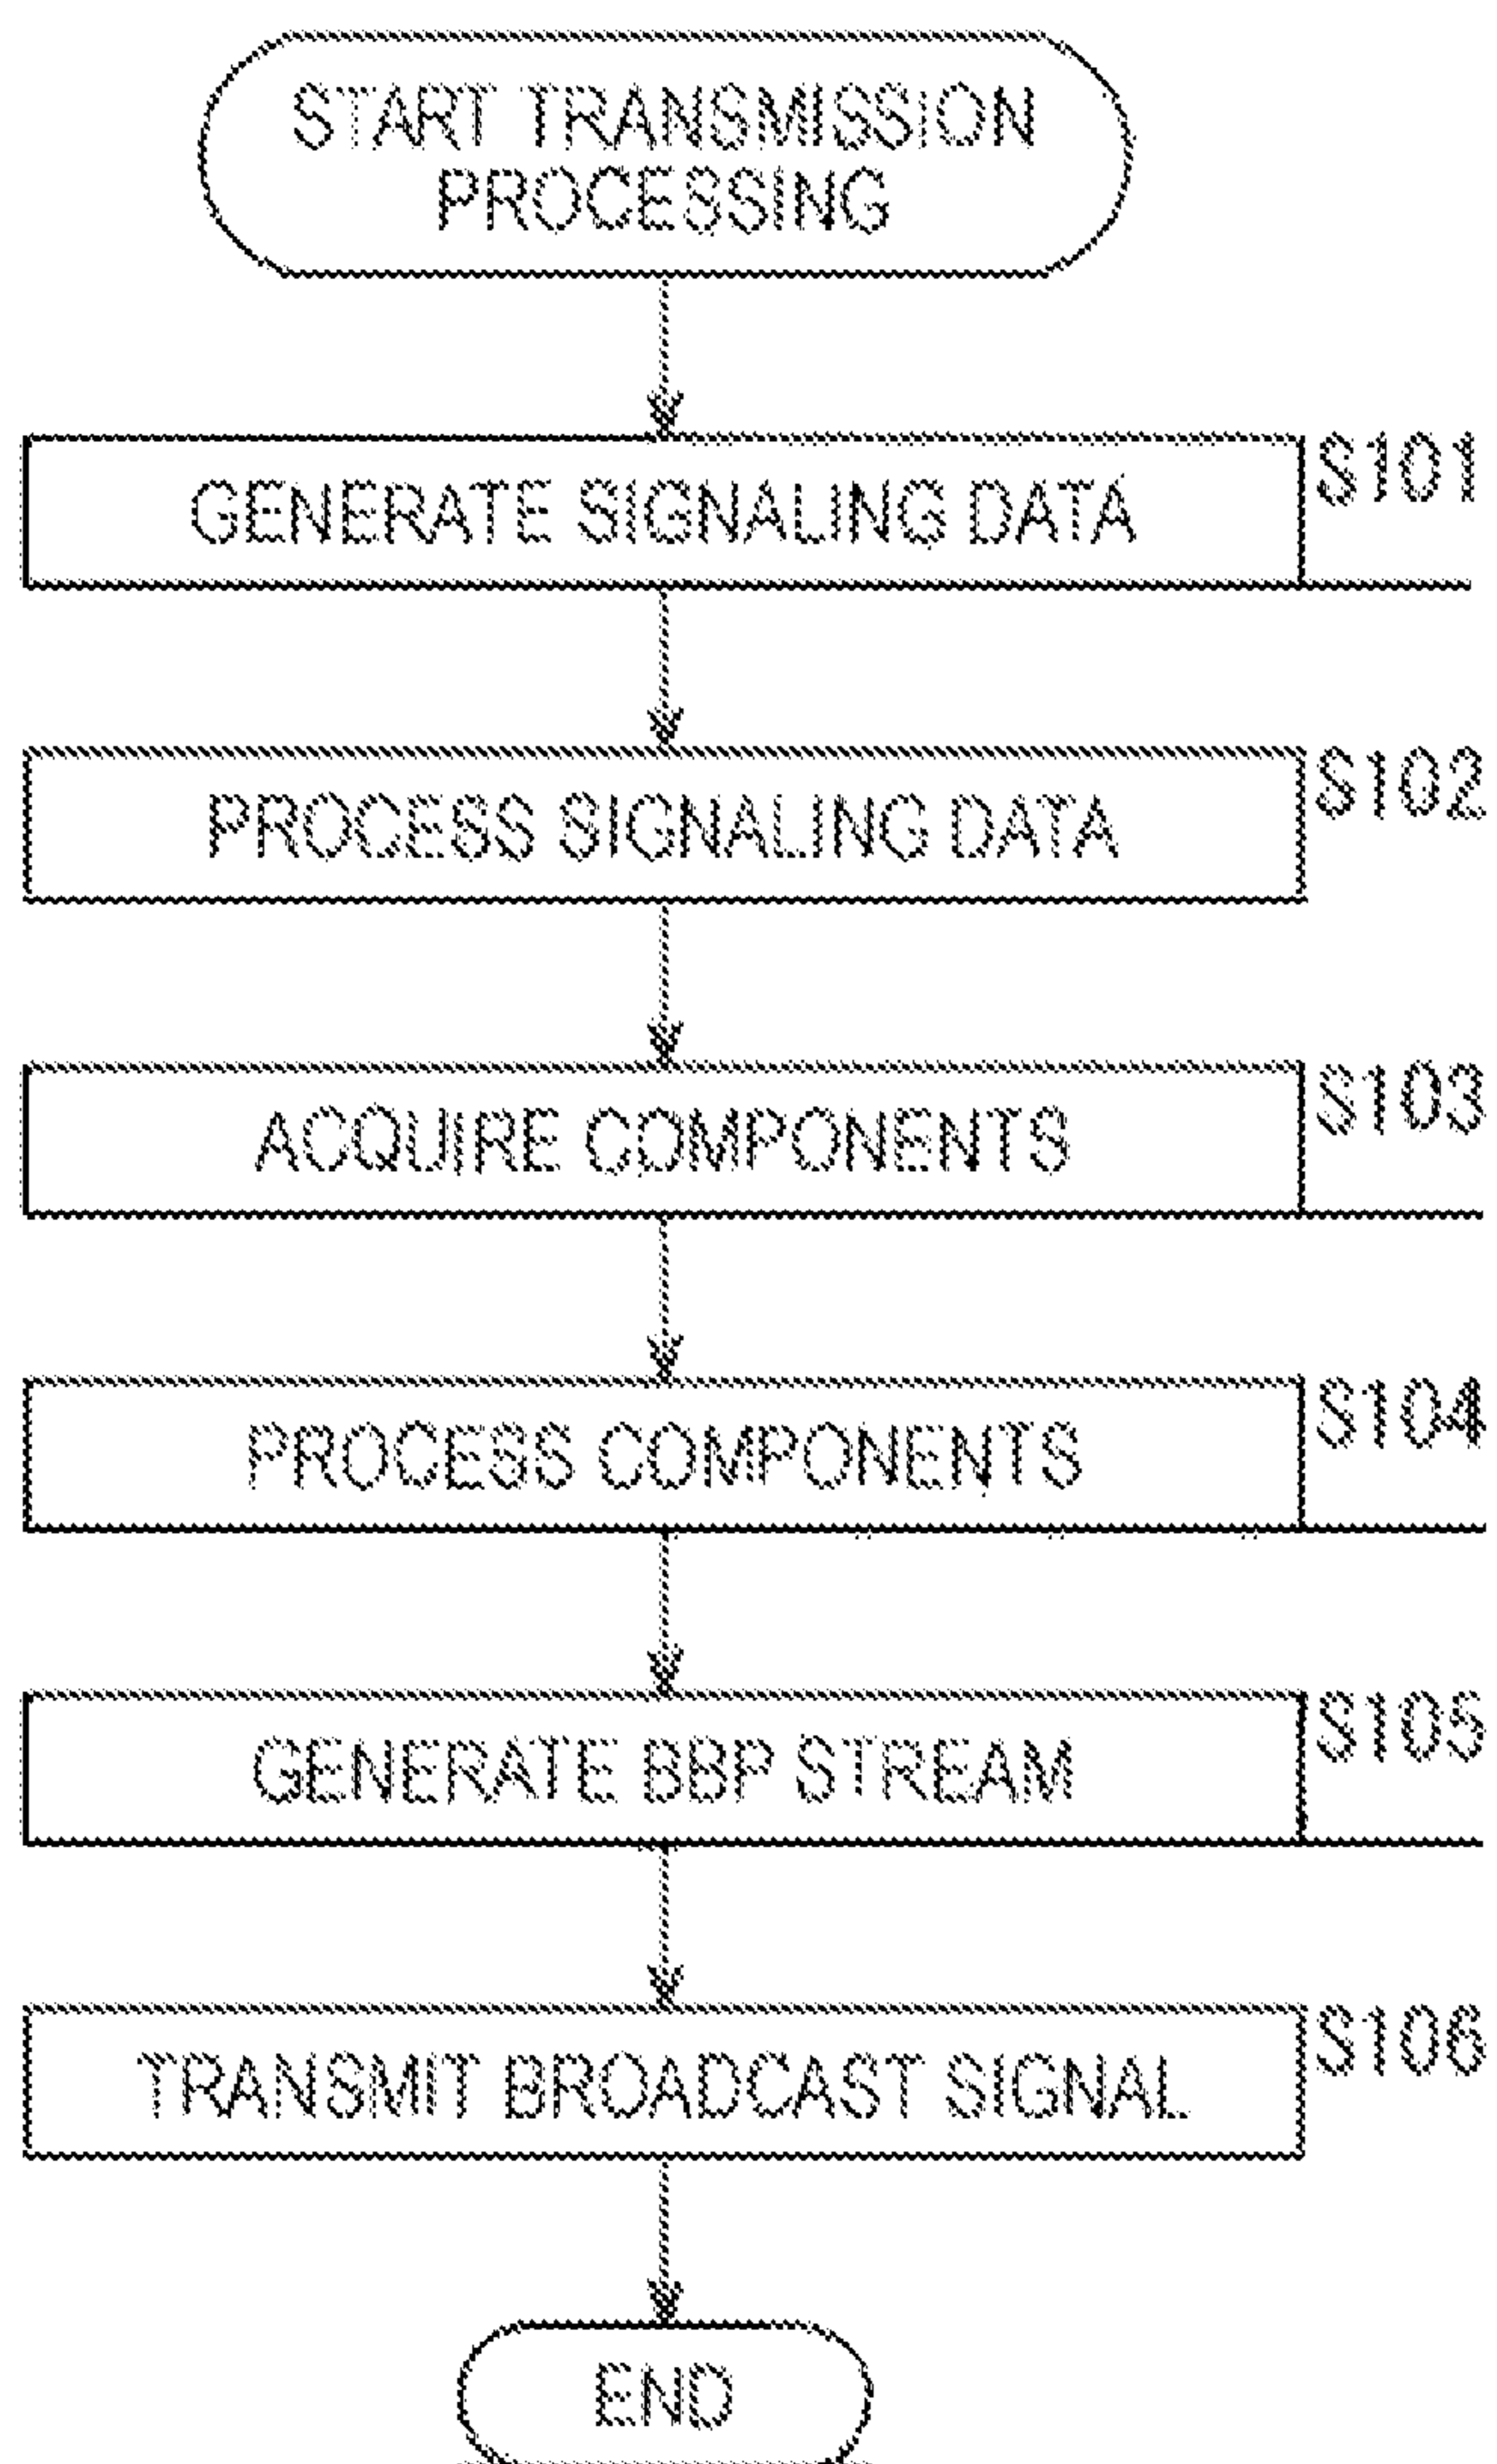 START TRANSMISSION
PROCESSING
GENERATE SIGNALING DATA
S101
PROCESS SIGNALING DATA
S102
ACQUIRE COMPONENTS
S103
PROCESS COMPONENTS
S104
GENERATE BBP STREAM
S105
TRANSMIT BROADCAST SIGNAL
S106
END